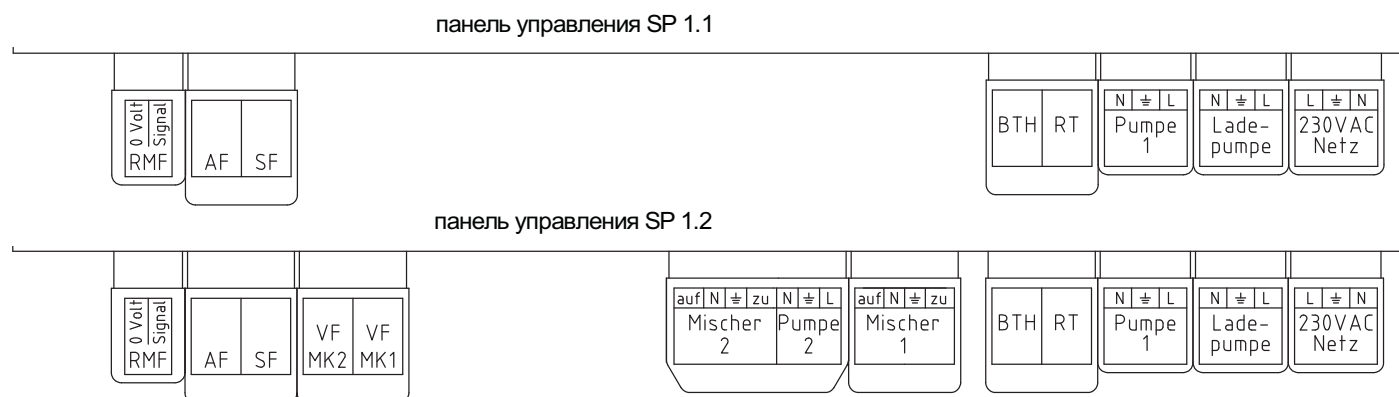 панель управления SP 1.1
0 Volt
Signal
RMF
AF SF
BTH RT
N ⏚ L
Pumpe
1
N ⏚ L
Lade-
pumpe
L ⏚ N
230VAC
Netz
панель управления SP 1.2
0 Volt
Signal
RMF
AF SF
VF VF
MK2 MK1
auf N ⏚ zu N ⏚ L
Mischer Pumpe
2 2
auf N ⏚ zu
Mischer
1
BTH RT
N ⏚ L
Pumpe
1
N ⏚ L
Lade-
pumpe
L ⏚ N
230VAC
Netz